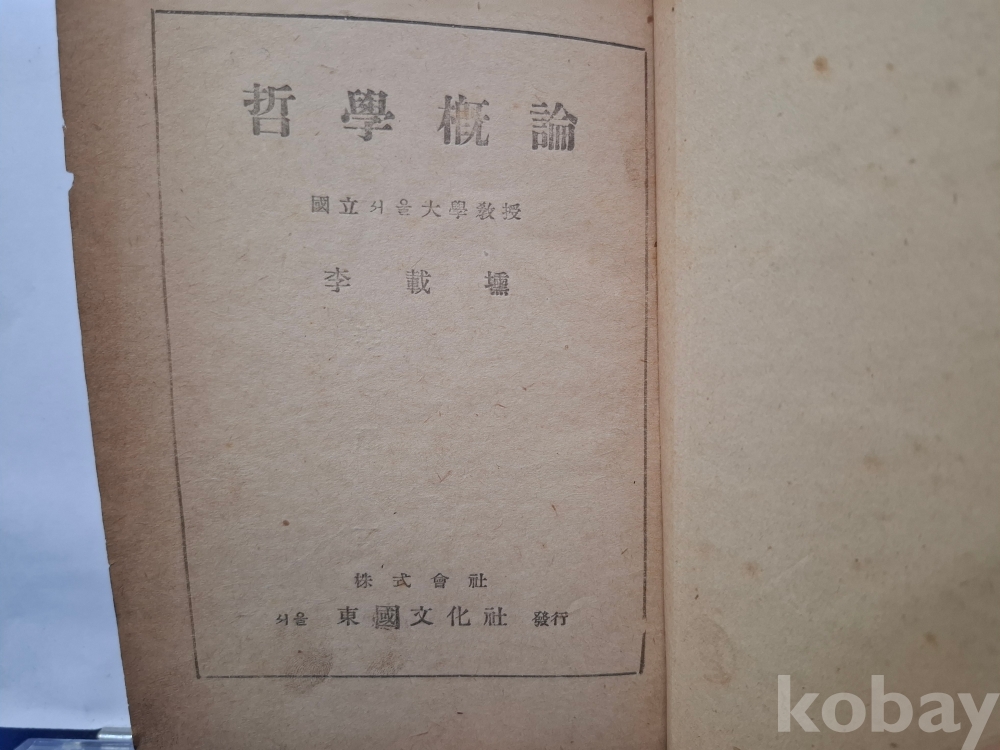 哲學概論
國立서울大學敎授
李載壎
株式會社
서울 東國文化社 發行
kobay